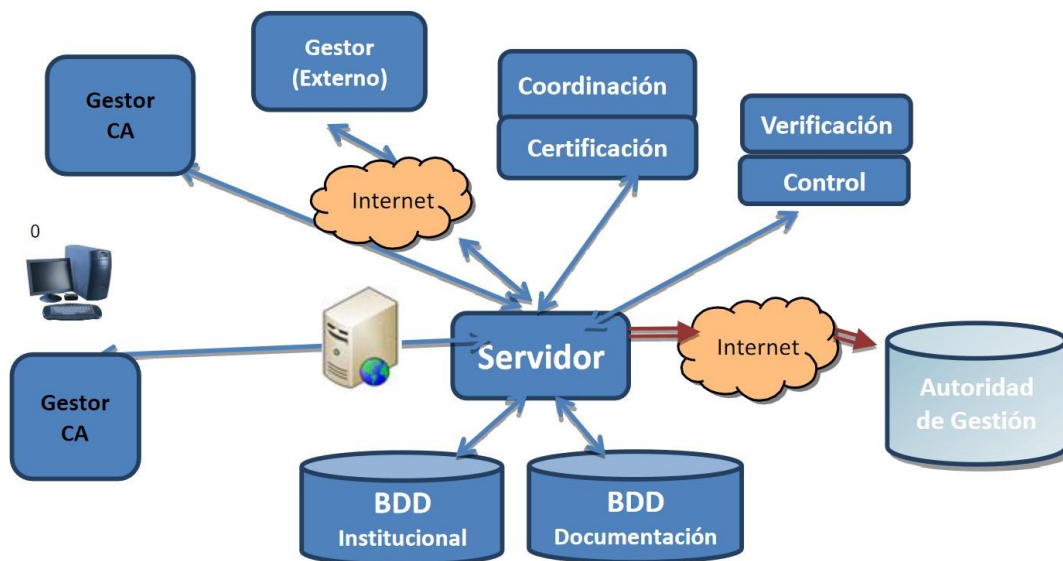 Gestor
(Externo)
Coordinación
Certificación
Gestor
CA
Verificación
Control
Internet
0
Servidor
Internet
Gestor
CA
Autoridad
de Gestión
BDD
Institucional
BDD
Documentación